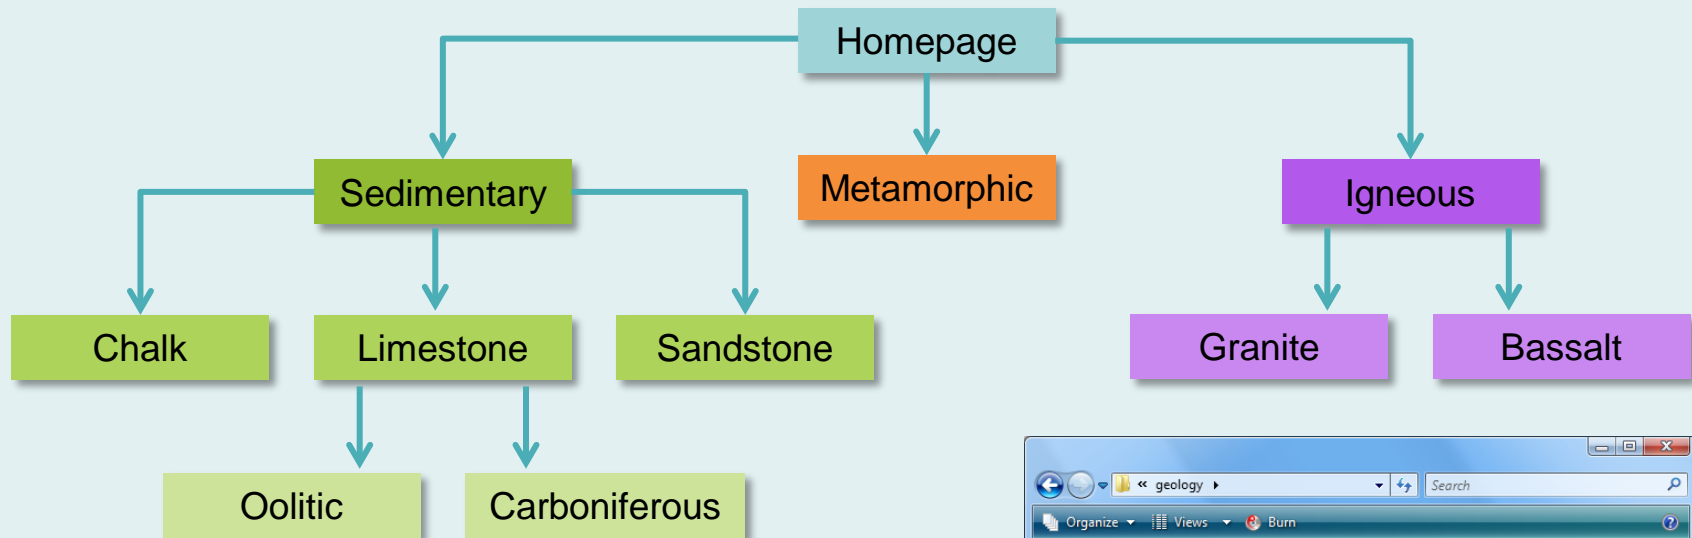 Homepage
Sedimentary
Metamorphic
Igneous
Chalk
Limestone
Sandstone
Granite
Bassalt
Oolitic
Carboniferous
« geology
Search
Organize
Views
Burn